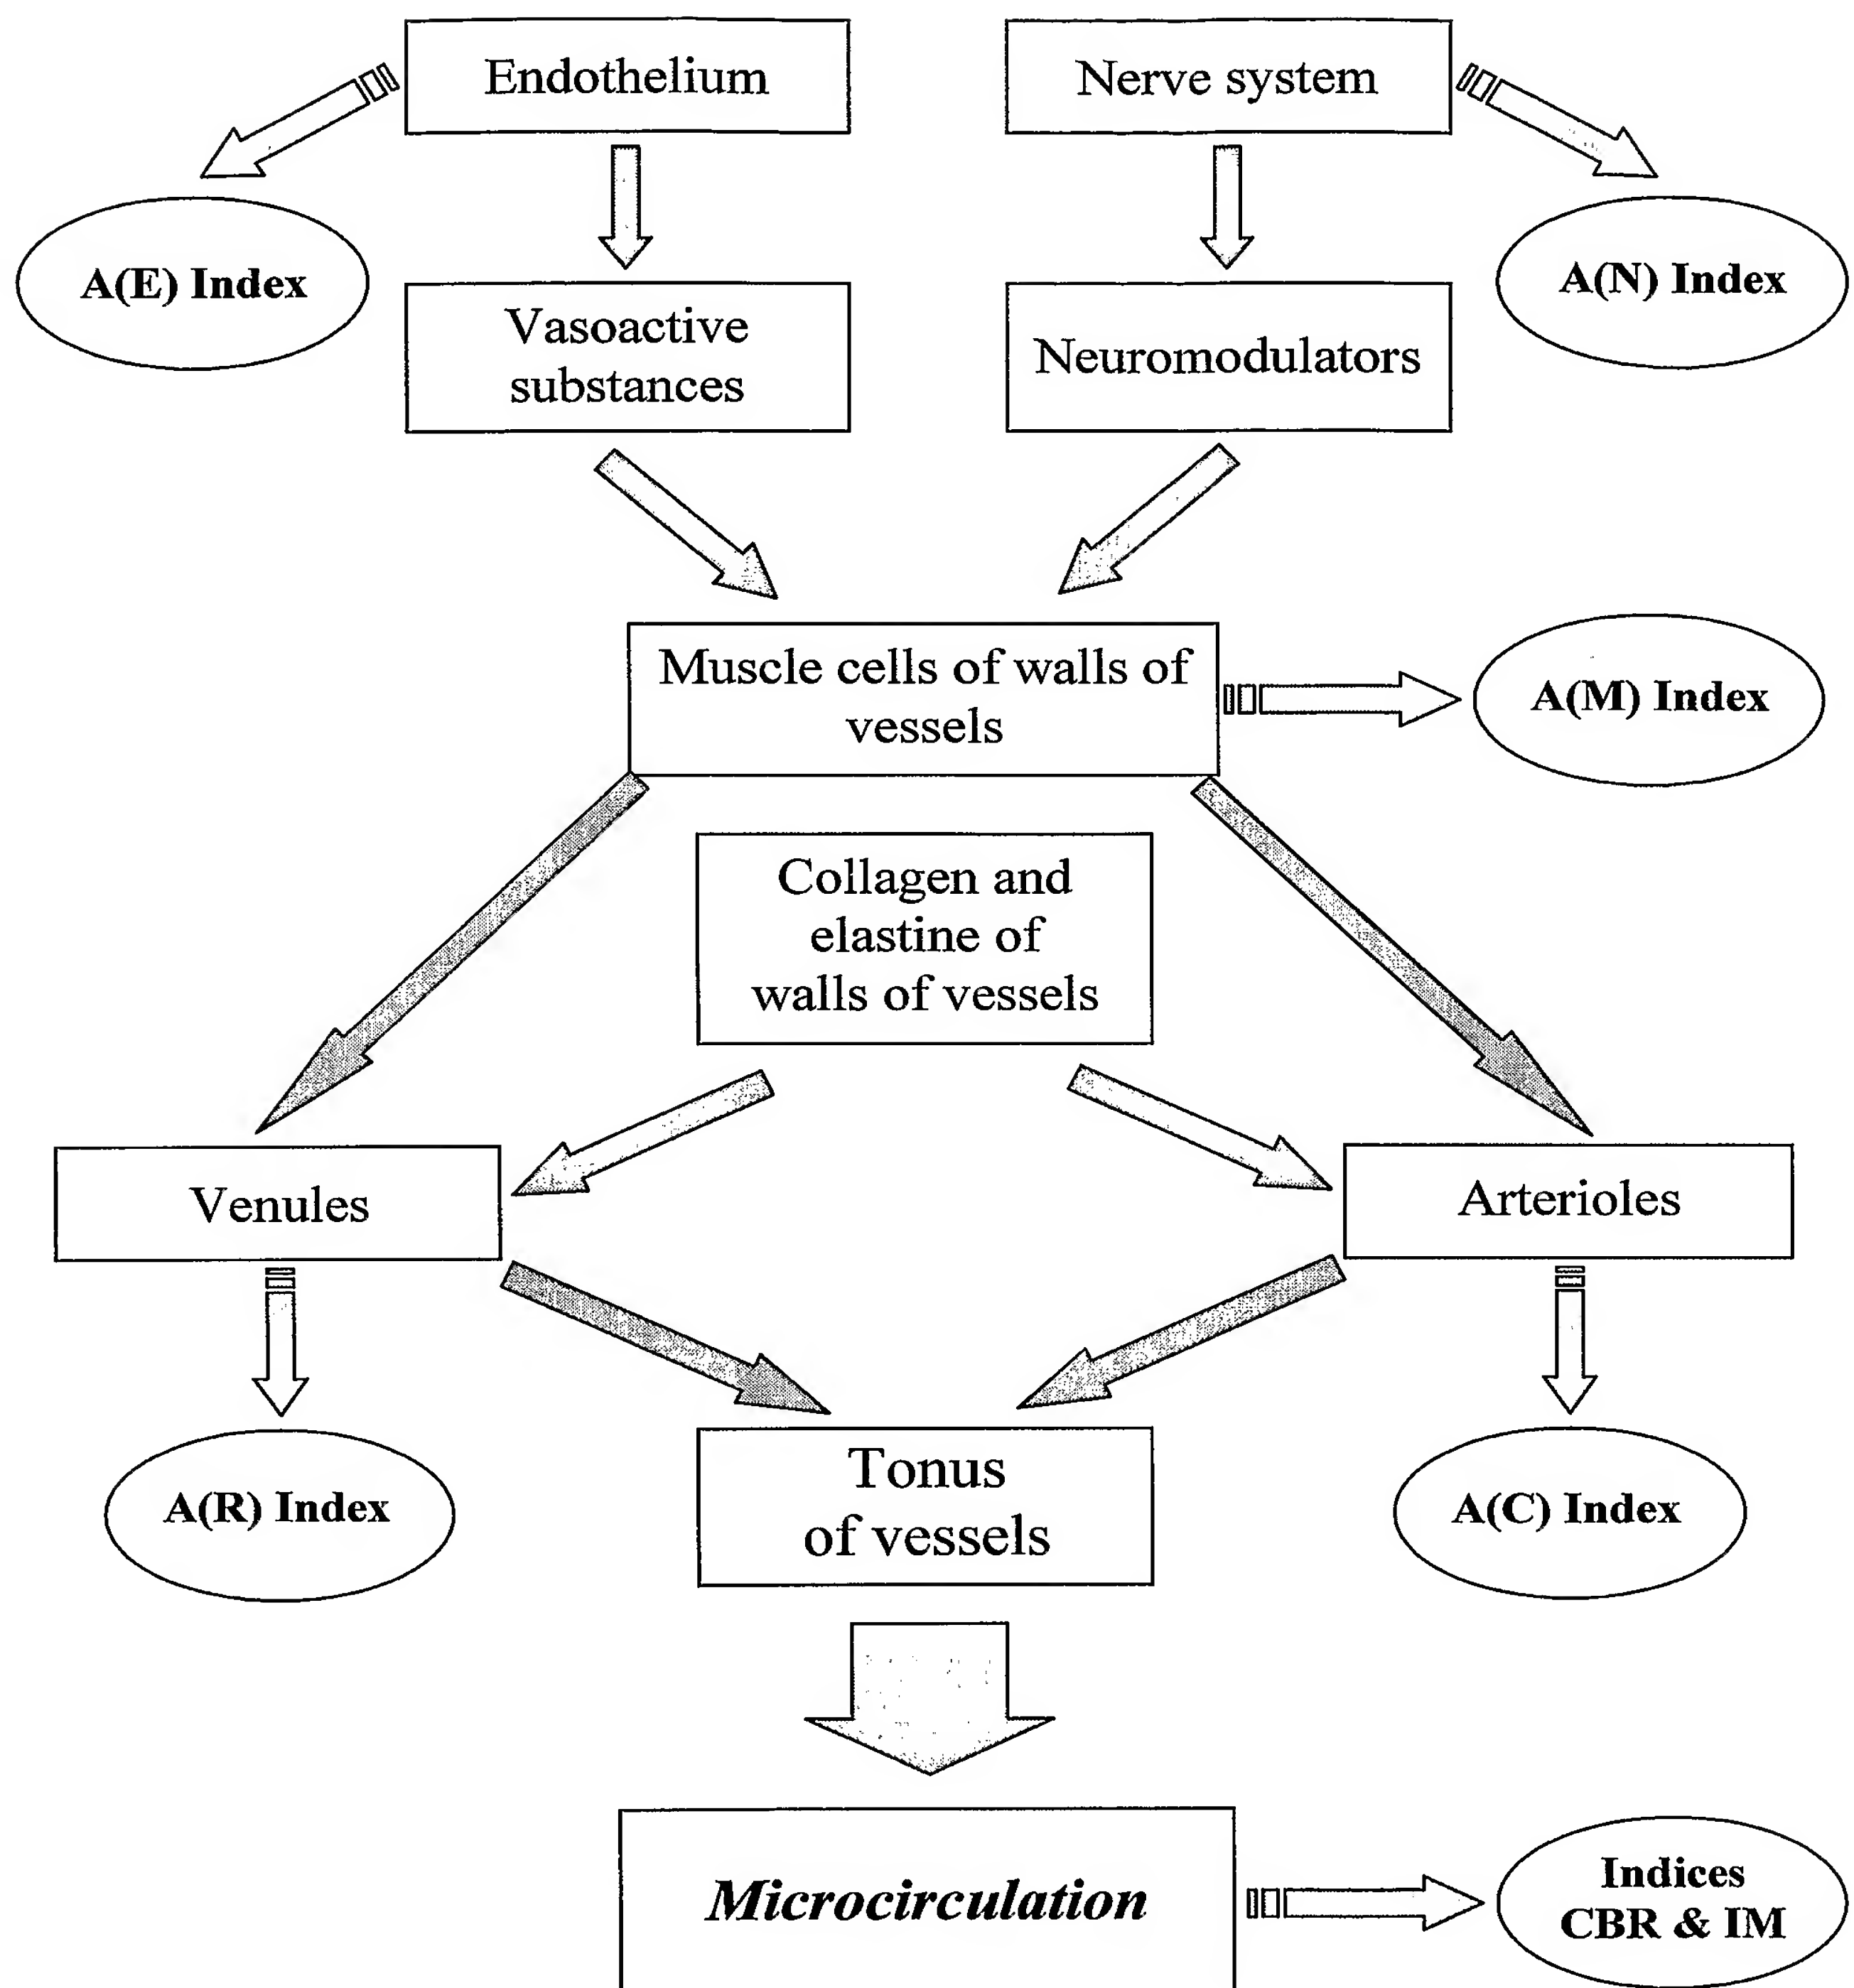 Endothelium
Nerve system
A(E) Index
A(N) Index
Vasoactive
substances
Neuromodulators
Muscle cells of walls of
vessels
A(M) Index
Collagen and
elastine of
walls of vessels
Venules
Arterioles
A(R) Index
Tonus
of vessels
A(C) Index
Microcirculation
Indices
CBR & IM